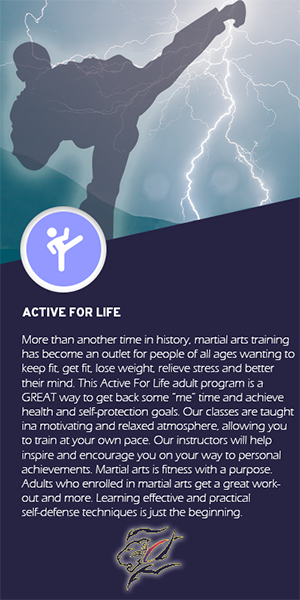 ACTIVE FOR LIFE
More than another time in history, martial arts training
has become an outlet for people of all ages wanting to
keep fit, get fit, lose weight, relieve stress and better
their mind. This Active For Life adult program is a
GREAT way to get back some “me” time and achieve
health and self-protection goals. Our classes are taught
ina motivating and relaxed atmosphere, allowing you
to train at your own pace. Our instructors will help
inspire and encourage you on your way to personal
achievements. Martial arts is fitness with a purpose.
Adults who enrolled in martial arts get a great work-
out and more. Learning effective and practical
self-defense techniques is just the beginning.